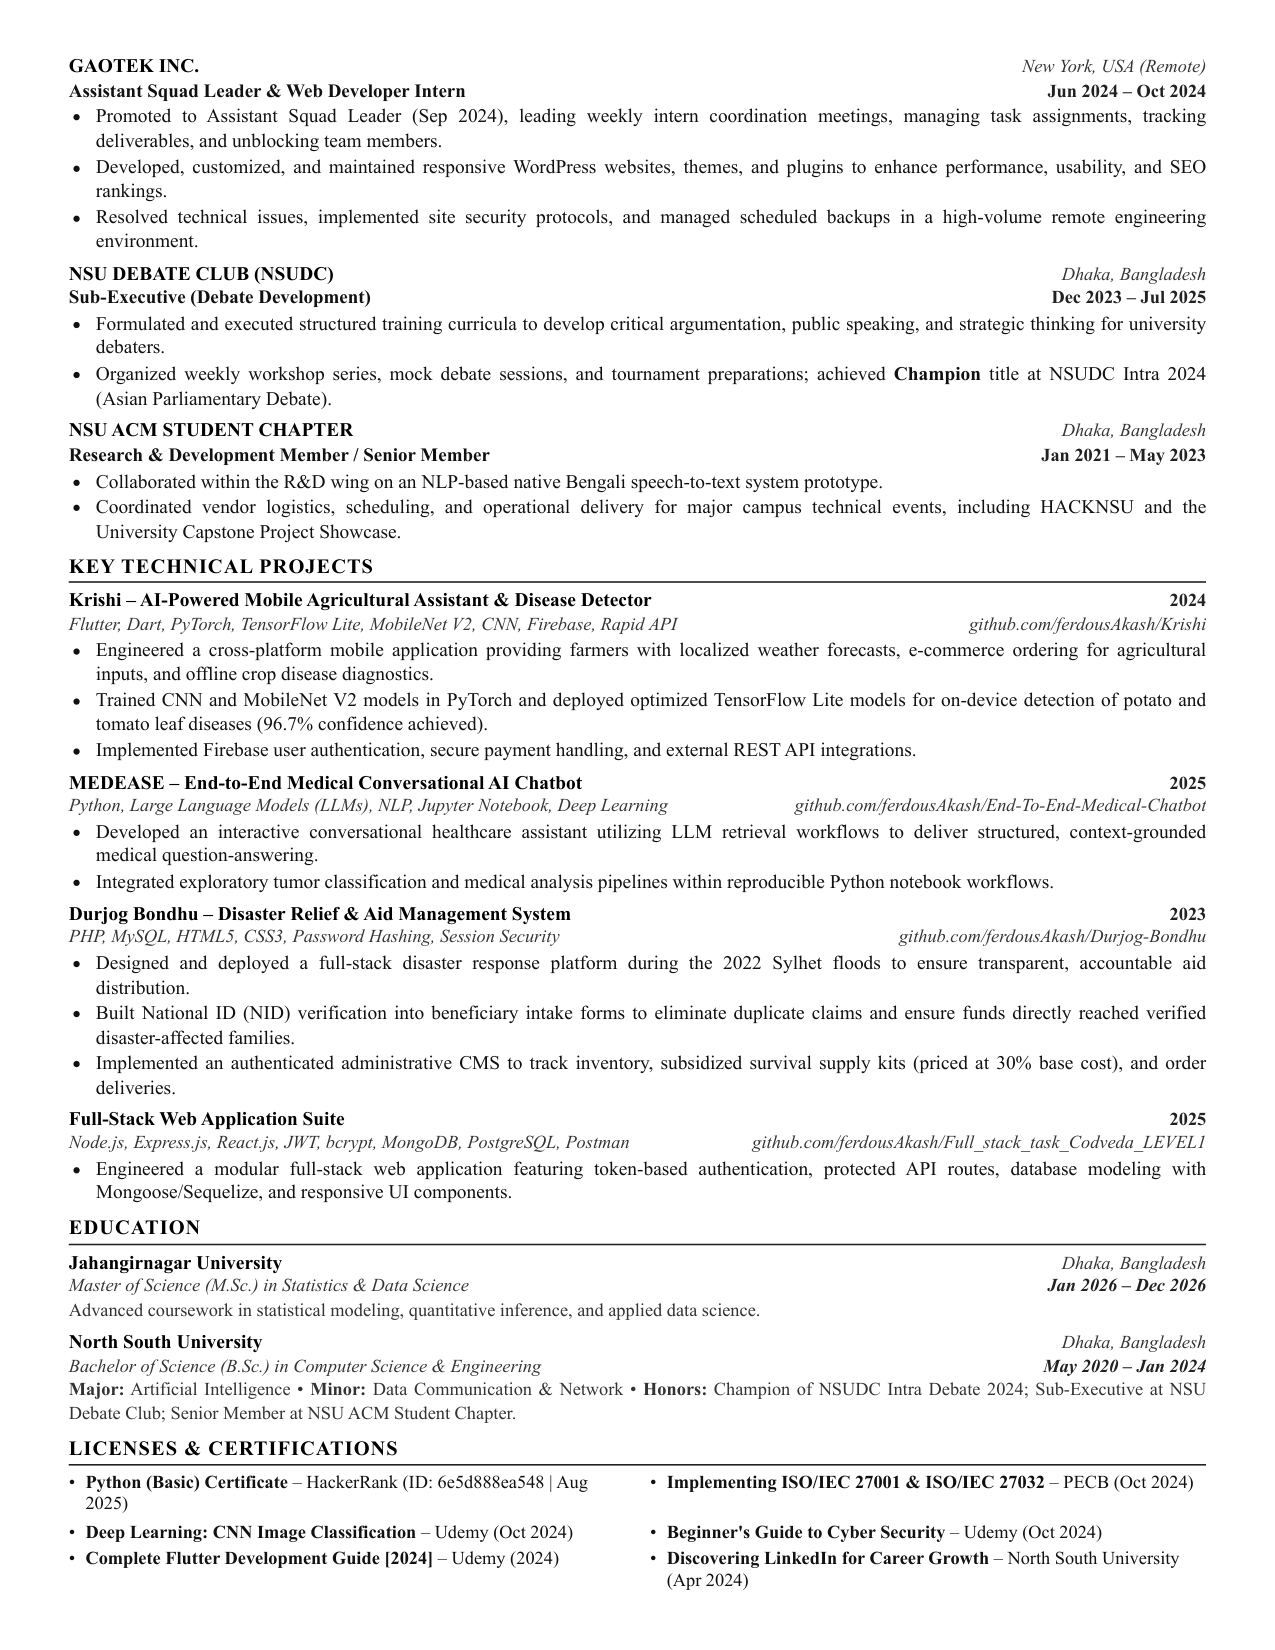 GAOTEK INC. New York, USA (Remote)
Assistant Squad Leader & Web Developer Intern Jun 2024 – Oct 2024
• Promoted to Assistant Squad Leader (Sep 2024), leading weekly intern coordination meetings, managing task assignments, tracking
deliverables, and unblocking team members.
• Developed, customized, and maintained responsive WordPress websites, themes, and plugins to enhance performance, usability, and SEO
rankings.
• Resolved technical issues, implemented site security protocols, and managed scheduled backups in a high-volume remote engineering
environment.
NSU DEBATE CLUB (NSUDC) Dhaka, Bangladesh
Sub-Executive (Debate Development) Dec 2023 – Jul 2025
• Formulated and executed structured training curricula to develop critical argumentation, public speaking, and strategic thinking for university
debaters.
• Organized weekly workshop series, mock debate sessions, and tournament preparations; achieved Champion title at NSUDC Intra 2024
(Asian Parliamentary Debate).
NSU ACM STUDENT CHAPTER Dhaka, Bangladesh
Research & Development Member / Senior Member Jan 2021 – May 2023
• Collaborated within the R&D wing on an NLP-based native Bengali speech-to-text system prototype.
• Coordinated vendor logistics, scheduling, and operational delivery for major campus technical events, including HACKNSU and the
University Capstone Project Showcase.
KEY TECHNICAL PROJECTS
Krishi – AI-Powered Mobile Agricultural Assistant & Disease Detector 2024
Flutter, Dart, PyTorch, TensorFlow Lite, MobileNet V2, CNN, Firebase, Rapid API github.com/ferdousAkash/Krishi
• Engineered a cross-platform mobile application providing farmers with localized weather forecasts, e-commerce ordering for agricultural
inputs, and offline crop disease diagnostics.
• Trained CNN and MobileNet V2 models in PyTorch and deployed optimized TensorFlow Lite models for on-device detection of potato and
tomato leaf diseases (96.7% confidence achieved).
• Implemented Firebase user authentication, secure payment handling, and external REST API integrations.
MEDEASE – End-to-End Medical Conversational AI Chatbot 2025
Python, Large Language Models (LLMs), NLP, Jupyter Notebook, Deep Learning github.com/ferdousAkash/End-To-End-Medical-Chatbot
• Developed an interactive conversational healthcare assistant utilizing LLM retrieval workflows to deliver structured, context-grounded
medical question-answering.
• Integrated exploratory tumor classification and medical analysis pipelines within reproducible Python notebook workflows.
Durjog Bondhu – Disaster Relief & Aid Management System 2023
PHP, MySQL, HTML5, CSS3, Password Hashing, Session Security github.com/ferdousAkash/Durjog-Bondhu
• Designed and deployed a full-stack disaster response platform during the 2022 Sylhet floods to ensure transparent, accountable aid
distribution.
• Built National ID (NID) verification into beneficiary intake forms to eliminate duplicate claims and ensure funds directly reached verified
disaster-affected families.
• Implemented an authenticated administrative CMS to track inventory, subsidized survival supply kits (priced at 30% base cost), and order
deliveries.
Full-Stack Web Application Suite 2025
Node.js, Express.js, React.js, JWT, bcrypt, MongoDB, PostgreSQL, Postman github.com/ferdousAkash/Full_stack_task_Codveda_LEVEL1
• Engineered a modular full-stack web application featuring token-based authentication, protected API routes, database modeling with
Mongoose/Sequelize, and responsive UI components.
EDUCATION
Jahangirnagar University Dhaka, Bangladesh
Master of Science (M.Sc.) in Statistics & Data Science Jan 2026 – Dec 2026
Advanced coursework in statistical modeling, quantitative inference, and applied data science.
North South University Dhaka, Bangladesh
Bachelor of Science (B.Sc.) in Computer Science & Engineering May 2020 – Jan 2024
Major: Artificial Intelligence • Minor: Data Communication & Network • Honors: Champion of NSUDC Intra Debate 2024; Sub-Executive at NSU
Debate Club; Senior Member at NSU ACM Student Chapter.
LICENSES & CERTIFICATIONS
• Python (Basic) Certificate – HackerRank (ID: 6e5d888ea548 | Aug
2025)
• Implementing ISO/IEC 27001 & ISO/IEC 27032 – PECB (Oct 2024)
• Deep Learning: CNN Image Classification – Udemy (Oct 2024)
• Beginner's Guide to Cyber Security – Udemy (Oct 2024)
• Complete Flutter Development Guide [2024] – Udemy (2024)
• Discovering LinkedIn for Career Growth – North South University
(Apr 2024)